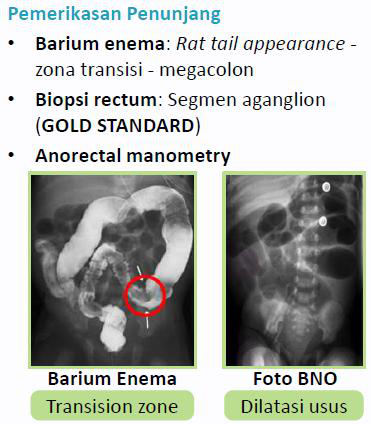 Pemerikasan Penunjang
• Barium enema: Rat tail appearance -
zona transisi - megacolon
• Biopsi rectum: Segmen aganglion
(GOLD STANDARD)
• Anorectal manometry
Barium Enema
Transision zone
Foto BNO
Dilatasi usus